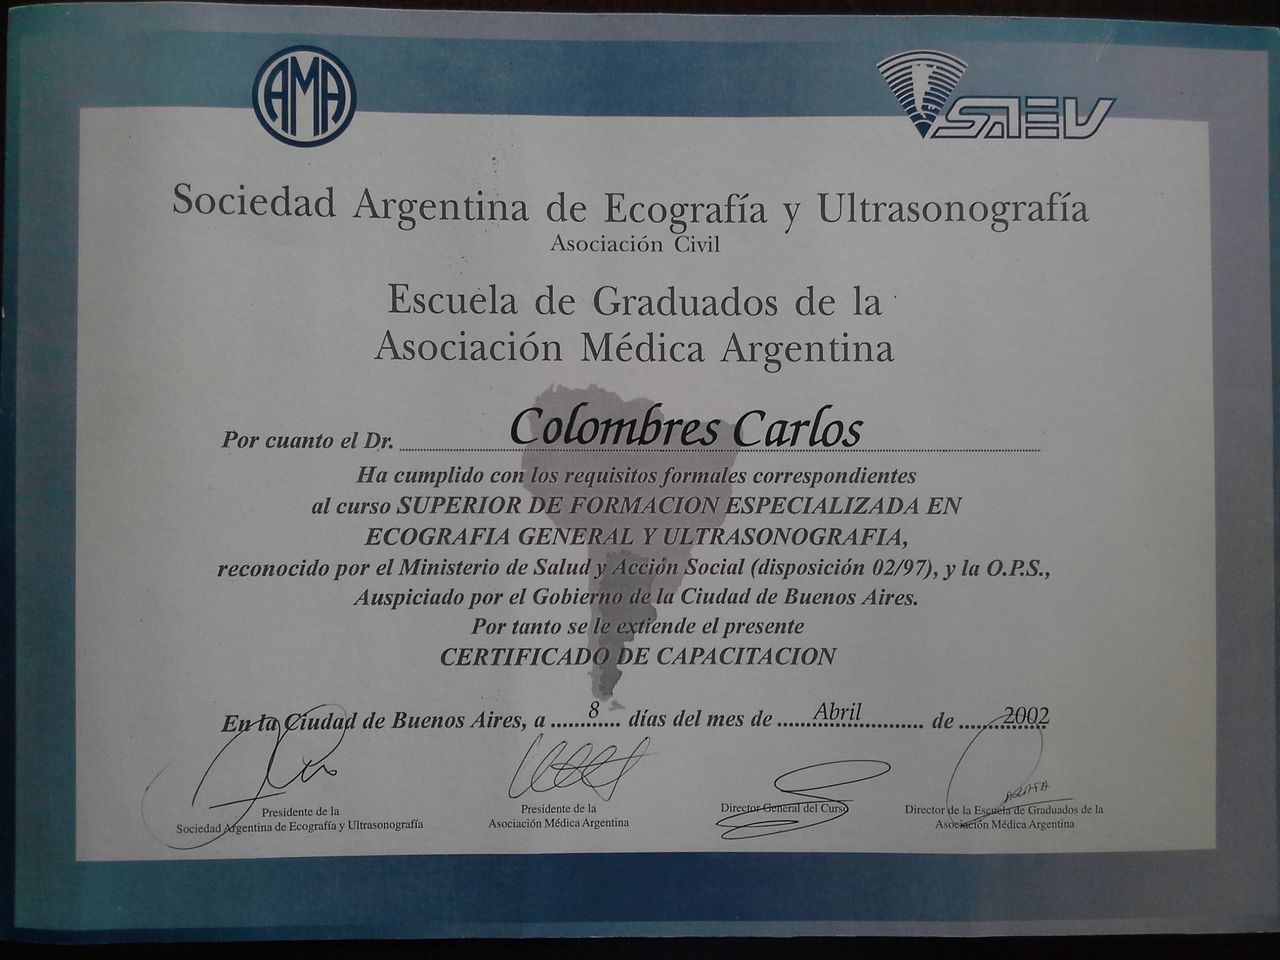 AMA
SAEU
Sociedad Argentina de Ecografía y Ultrasonografía
Asociación Civil
Escuela de Graduados de la
Asociación Médica Argentina
Por cuanto el Dr. Colombres Carlos
Ha cumplido con los requisitos formales correspondientes
al curso SUPERIOR DE FORMACION ESPECIALIZADA EN
ECOGRAFIA GENERAL Y ULTRASONOGRAFIA,
reconocido por el Ministerio de Salud y Acción Social (disposición 02/97), y la O.P.S.,
Auspiciado por el Gobierno de la Ciudad de Buenos Aires.
Por tanto se le extiende el presente
CERTIFICADO DE CAPACITACION
En la Ciudad de Buenos Aires, a ........8..... días del mes de .......Abril............ de .........2002
Presidente de la
Sociedad Argentina de Ecografía y Ultrasonografía
Presidente de la
Asociación Médica Argentina
Director General del Curso
Director de la Escuela de Graduados de la
Asociación Médica Argentina